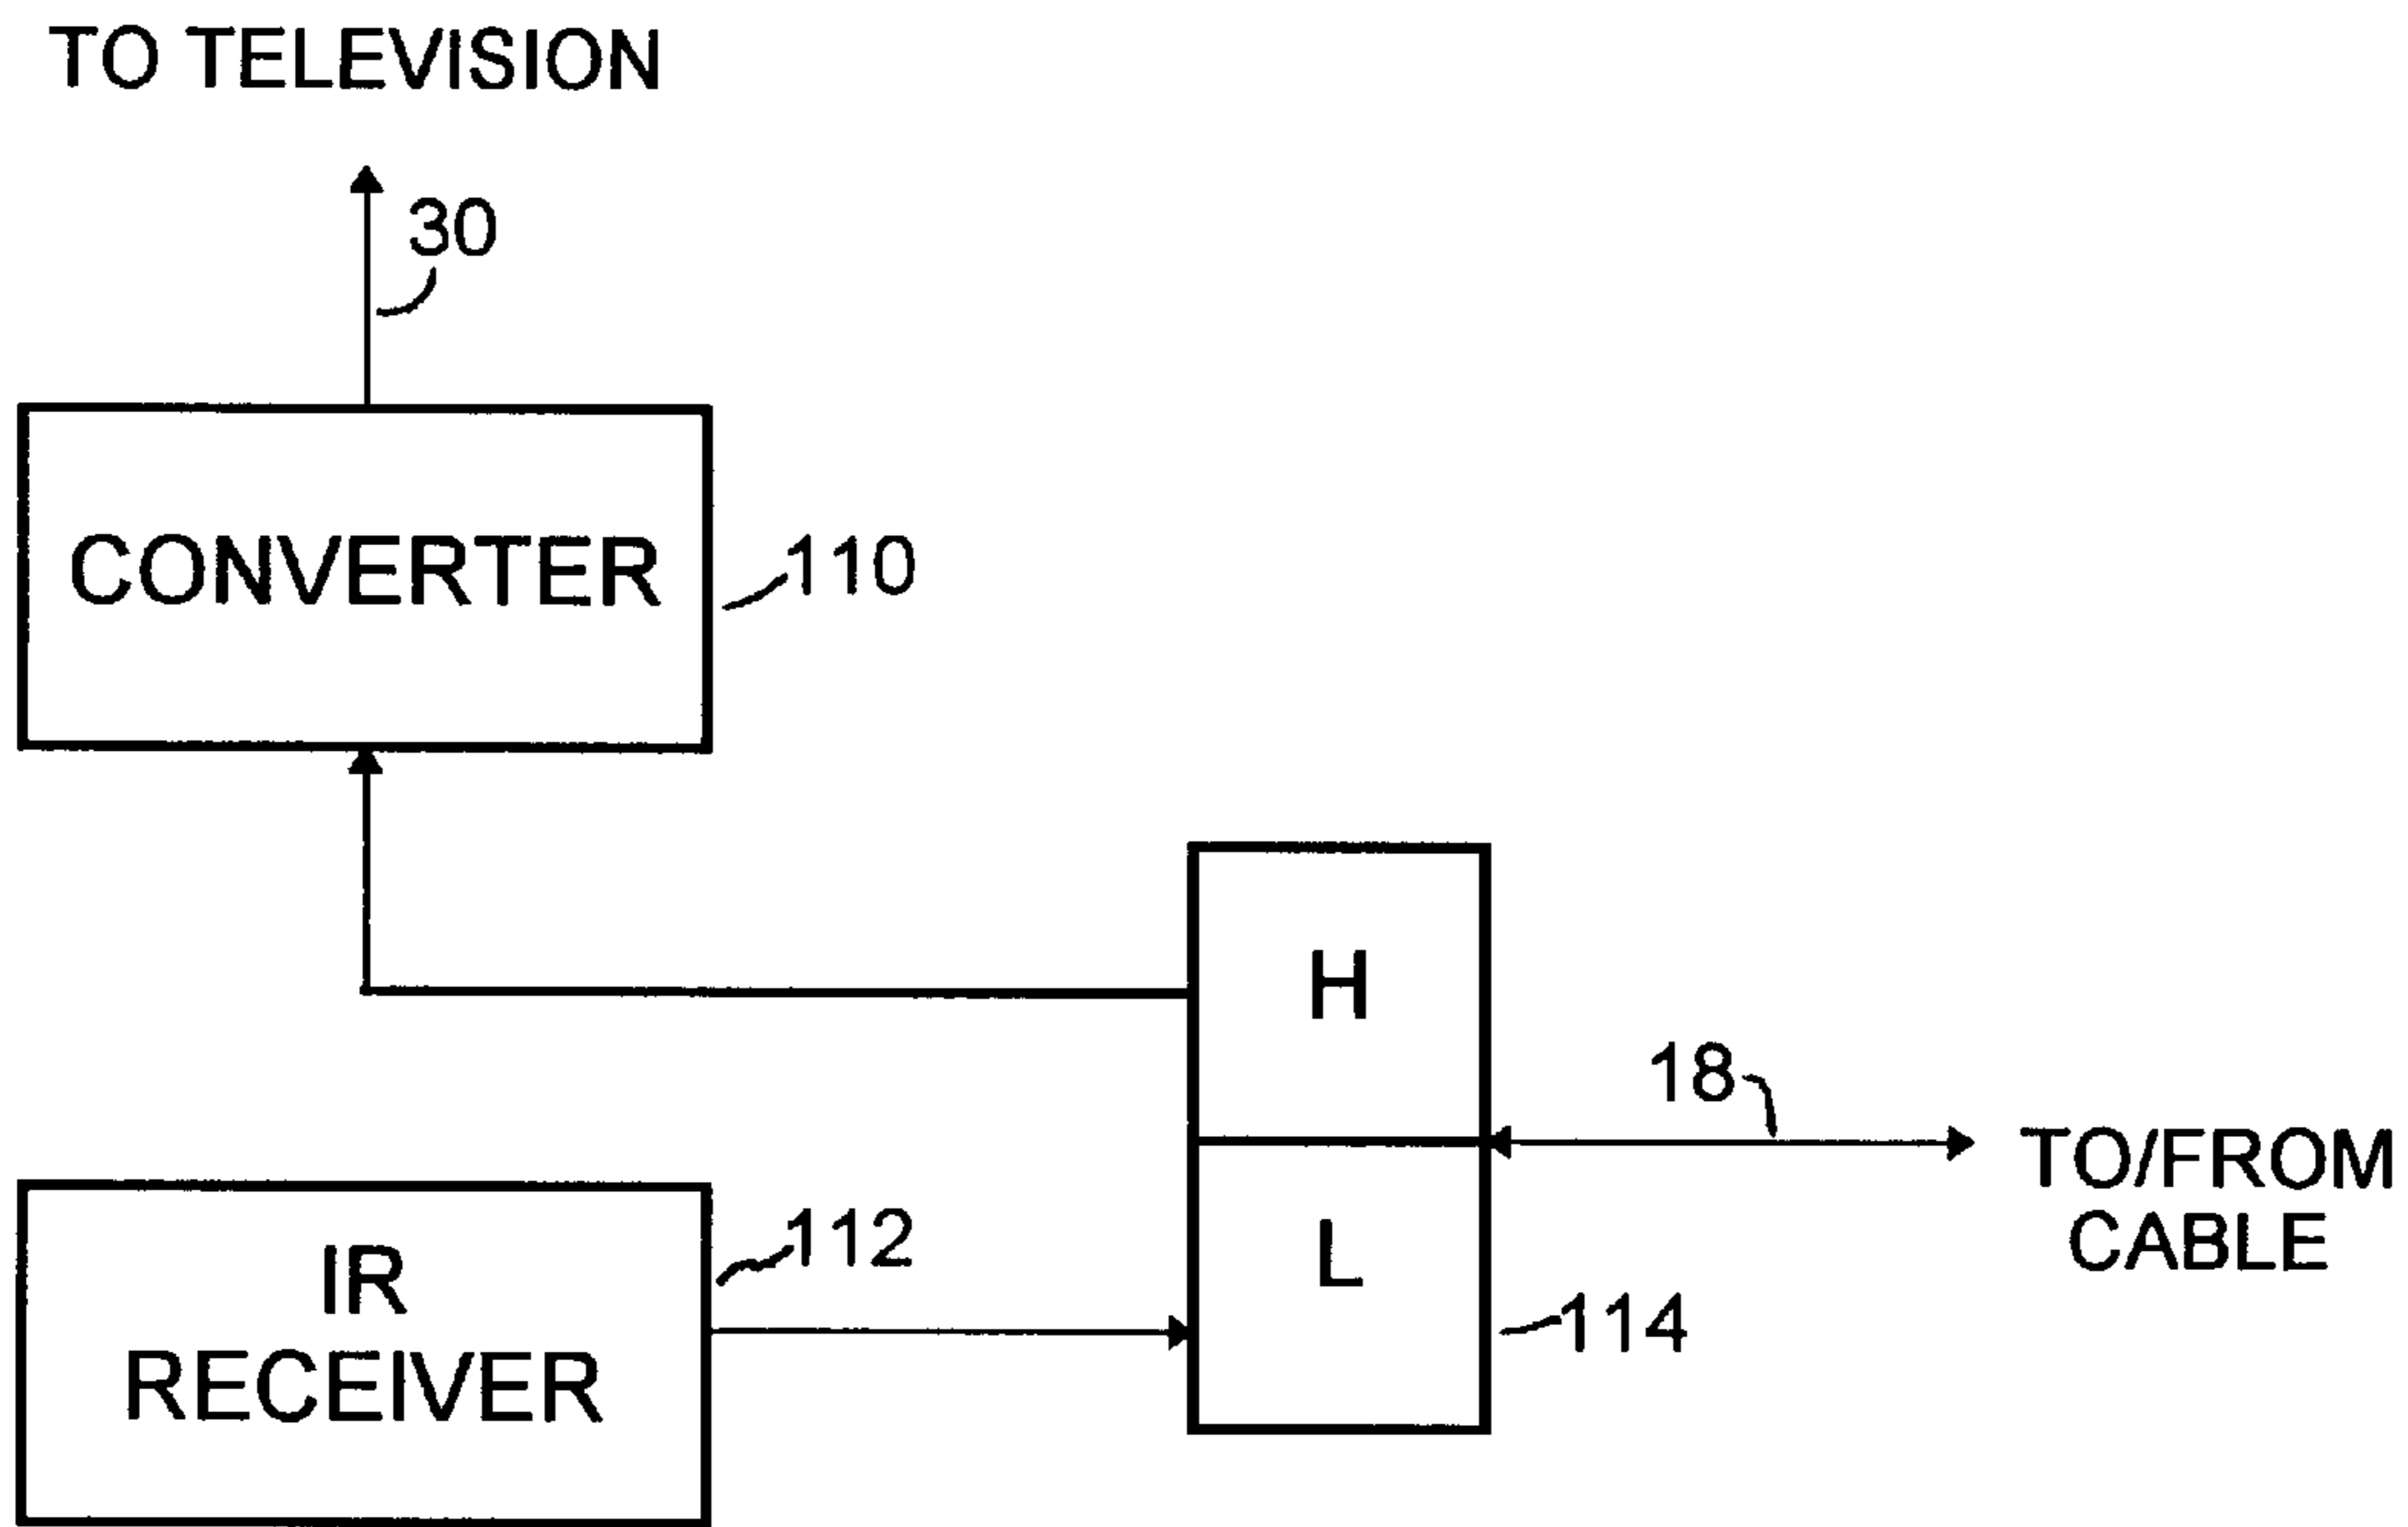 TO TELEVISION
30
CONVERTER
110
H
18
TO/FROM
CABLE
L
112
IR
RECEIVER
114